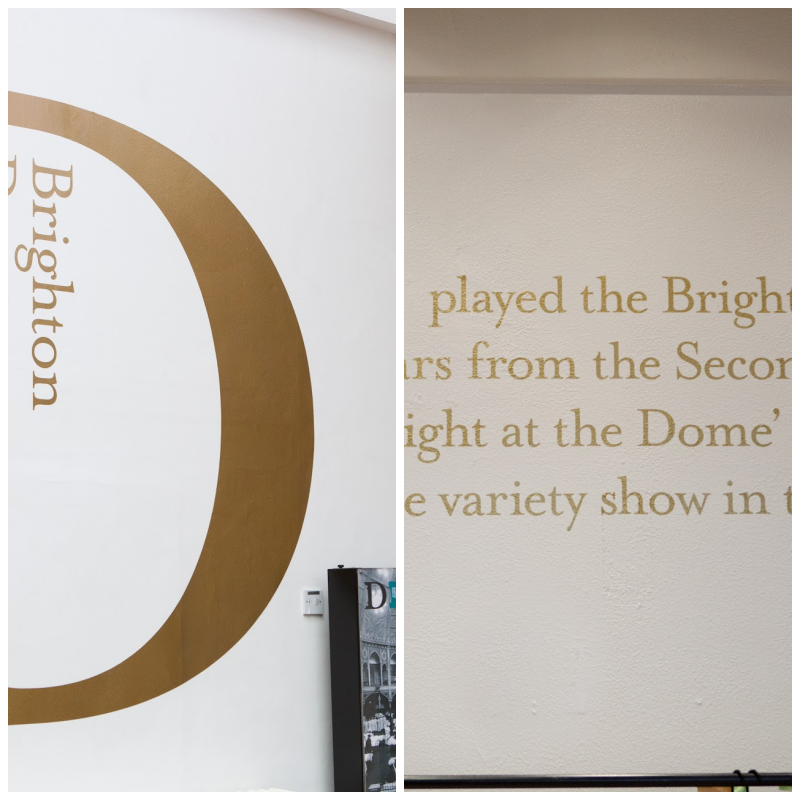 D
Brighton
D
played the Bright
ars from the Secon
ight at the Dome’
e variety show in t